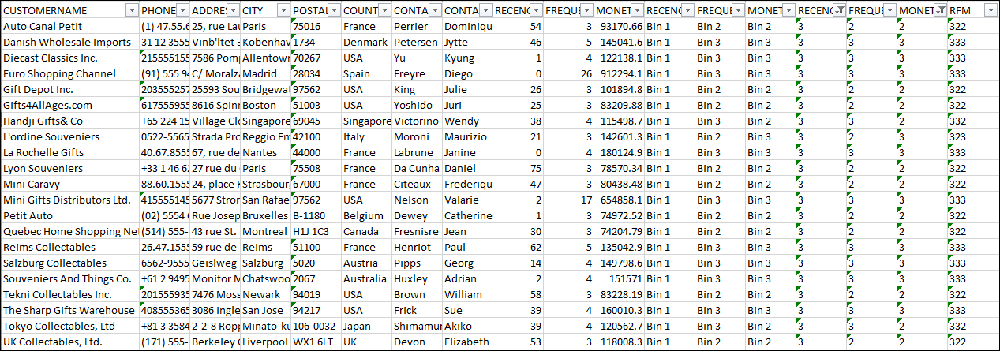 CUSTOMERNAME PHONE ADDRE CITY POSTAL COUNT CONTA CONTA RECENC FREQUE MONET RECENC FREQUE MONET RECENC FREQUE MONET RFM
Auto Canal Petit (1) 47.55.6 25, rue Lau Paris 75016 France Perrier Dominiqu 54 3 93170.66 Bin 1 Bin 2 Bin 2 3 2 2 322
Danish Wholesale Imports 31 12 3555 Vinb'ltet 3 Kobenhav 1734 Denmark Petersen Jytte 46 5 145041.6 Bin 1 Bin 3 Bin 3 3 3 3 333
Diecast Classics Inc. 215555155 7586 Pomp Allentown 70267 USA Yu Kyung 1 4 122138.1 Bin 1 Bin 3 Bin 3 3 3 3 333
Euro Shopping Channel (91) 555 94 C/ Moralza Madrid 28034 Spain Freyre Diego 0 26 912294.1 Bin 1 Bin 3 Bin 3 3 3 3 333
Gift Depot Inc. 203555257 25593 Sou Bridgewat 97562 USA King Julie 26 3 101894.8 Bin 1 Bin 2 Bin 2 3 2 2 322
Gifts4AllAges.com 617555955 8616 Spinn Boston 51003 USA Yoshido Juri 25 3 83209.88 Bin 1 Bin 2 Bin 2 3 2 2 322
Handji Gifts& Co +65 224 15 Village Clo Singapore 69045 Singapore Victorino Wendy 38 4 115498.7 Bin 1 Bin 3 Bin 2 3 3 2 332
L'ordine Souveniers 0522-5565 Strada Pro Reggio Em 42100 Italy Moroni Maurizio 21 3 142601.3 Bin 1 Bin 2 Bin 3 3 2 3 323
La Rochelle Gifts 40.67.8555 67, rue de Nantes 44000 France Labrune Janine 0 4 180124.9 Bin 1 Bin 3 Bin 3 3 3 3 333
Lyon Souveniers +33 1 46 62 27 rue du Paris 75508 France Da Cunha Daniel 75 3 78570.34 Bin 1 Bin 2 Bin 2 3 2 2 322
Mini Caravy 88.60.1555 24, place K Strasbourg 67000 France Citeaux Frederiqu 47 3 80438.48 Bin 1 Bin 2 Bin 2 3 2 2 322
Mini Gifts Distributors Ltd. 415555145 5677 Stron San Rafae 97562 USA Nelson Valarie 2 17 654858.1 Bin 1 Bin 3 Bin 3 3 3 3 333
Petit Auto (02) 5554 6 Rue Josep Bruxelles B-1180 Belgium Dewey Catherine 1 3 74972.52 Bin 1 Bin 2 Bin 2 3 2 2 322
Quebec Home Shopping Net (514) 555- 43 rue St. Montreal H1J 1C3 Canada Fresnisre Jean 30 3 74204.79 Bin 1 Bin 2 Bin 2 3 2 2 322
Reims Collectables 26.47.1555 59 rue de Reims 51100 France Henriot Paul 62 5 135042.9 Bin 1 Bin 3 Bin 3 3 3 3 333
Salzburg Collectables 6562-9555 Geislweg Salzburg 5020 Austria Pipps Georg 14 4 149798.6 Bin 1 Bin 3 Bin 3 3 3 3 333
Souveniers And Things Co. +61 2 9495 Monitor M Chatswoo 2067 Australia Huxley Adrian 2 4 151571 Bin 1 Bin 3 Bin 3 3 3 3 333
Tekni Collectables Inc. 201555935 7476 Moss Newark 94019 USA Brown William 58 3 83228.19 Bin 1 Bin 2 Bin 2 3 2 2 322
The Sharp Gifts Warehouse 408555365 3086 Ingle San Jose 94217 USA Frick Sue 39 4 160010.3 Bin 1 Bin 3 Bin 3 3 3 3 333
Tokyo Collectables, Ltd +81 3 3584 2-2-8 Ropp Minato-ku 106-0032 Japan Shimamur Akiko 39 4 120562.7 Bin 1 Bin 3 Bin 2 3 3 2 332
UK Collectables, Ltd. (171) 555- Berkeley G Liverpool WX1 6LT UK Devon Elizabeth 53 3 118008.3 Bin 1 Bin 2 Bin 2 3 2 2 322